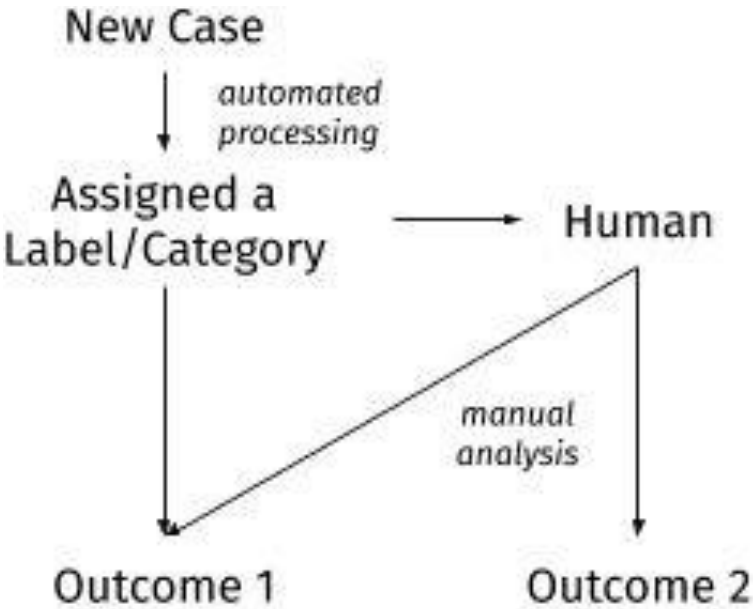 New Case
automated
processing
Assigned a
Label/Category
Human
manual
analysis
Outcome 1
Outcome 2